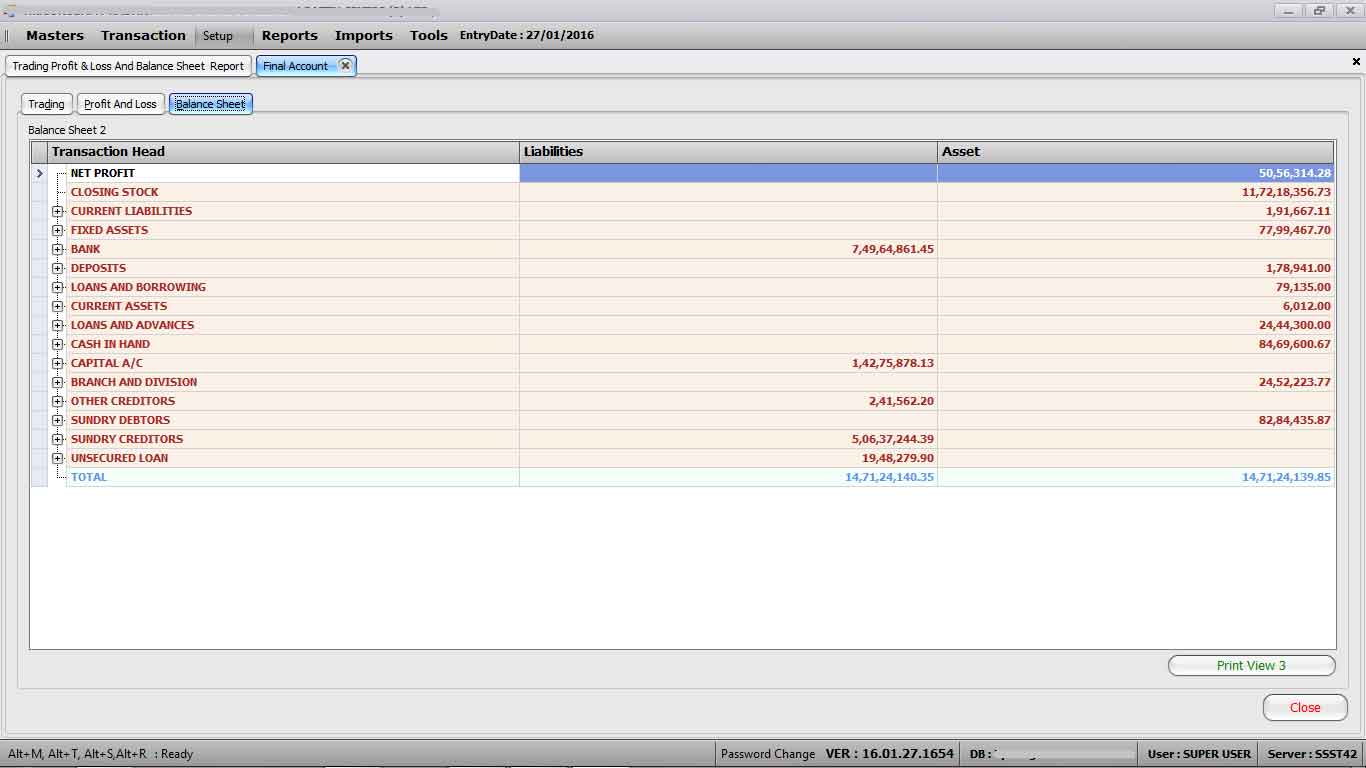 Masters Transaction Setup Reports Imports Tools EntryDate : 27/01/2016
Trading Profit & Loss And Balance Sheet Report Final Account
Trading Profit And Loss Balance Sheet
Balance Sheet 2
Transaction Head Liabilities Asset
NET PROFIT 50,56,314.28
CLOSING STOCK 11,72,18,356.73
CURRENT LIABILITIES 1,91,667.11
FIXED ASSETS 77,99,467.70
BANK 7,49,64,861.45
DEPOSITS 1,78,941.00
LOANS AND BORROWING 79,135.00
CURRENT ASSETS 6,012.00
LOANS AND ADVANCES 24,44,300.00
CASH IN HAND 84,69,600.67
CAPITAL A/C 1,42,75,878.13
BRANCH AND DIVISION 24,52,223.77
OTHER CREDITORS 2,41,562.20
SUNDRY DEBTORS 82,84,435.87
SUNDRY CREDITORS 5,06,37,244.39
UNSECURED LOAN 19,48,279.90
TOTAL 14,71,24,140.35 14,71,24,139.85
Print View 3
Close
Alt+M, Alt+T, Alt+S,Alt+R : Ready Password Change VER : 16.01.27.1654 DB : User : SUPER USER Server : SSST42